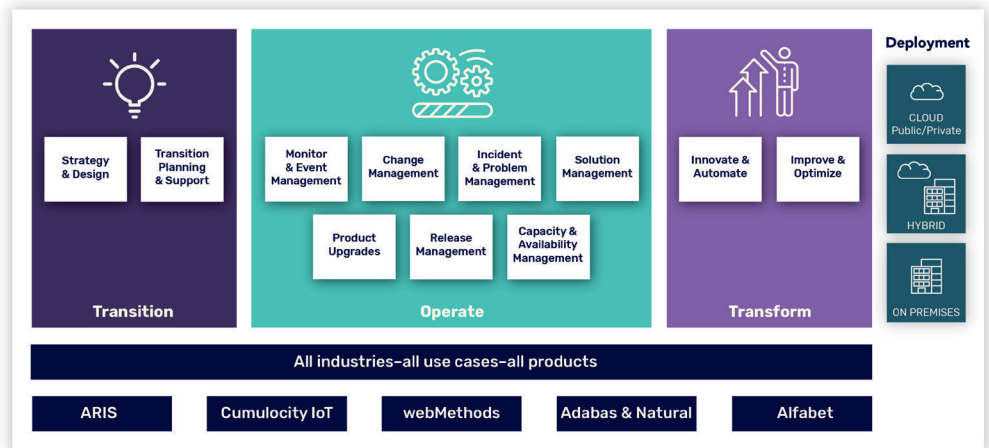 Deployment
Strategy
& Design
Transition
Planning
& Support
Transition
Monitor
& Event
Management
Change
Management
Incident
& Problem
Management
Solution
Management
Product
Upgrades
Release
Management
Capacity &
Availability
Management
Operate
Innovate &
Automate
Improve &
Optimize
Transform
CLOUD
Public/Private
HYBRID
ON PREMISES
All industries–all use cases–all products
ARIS
Cumulocity IoT
webMethods
Adabas & Natural
Alfabet